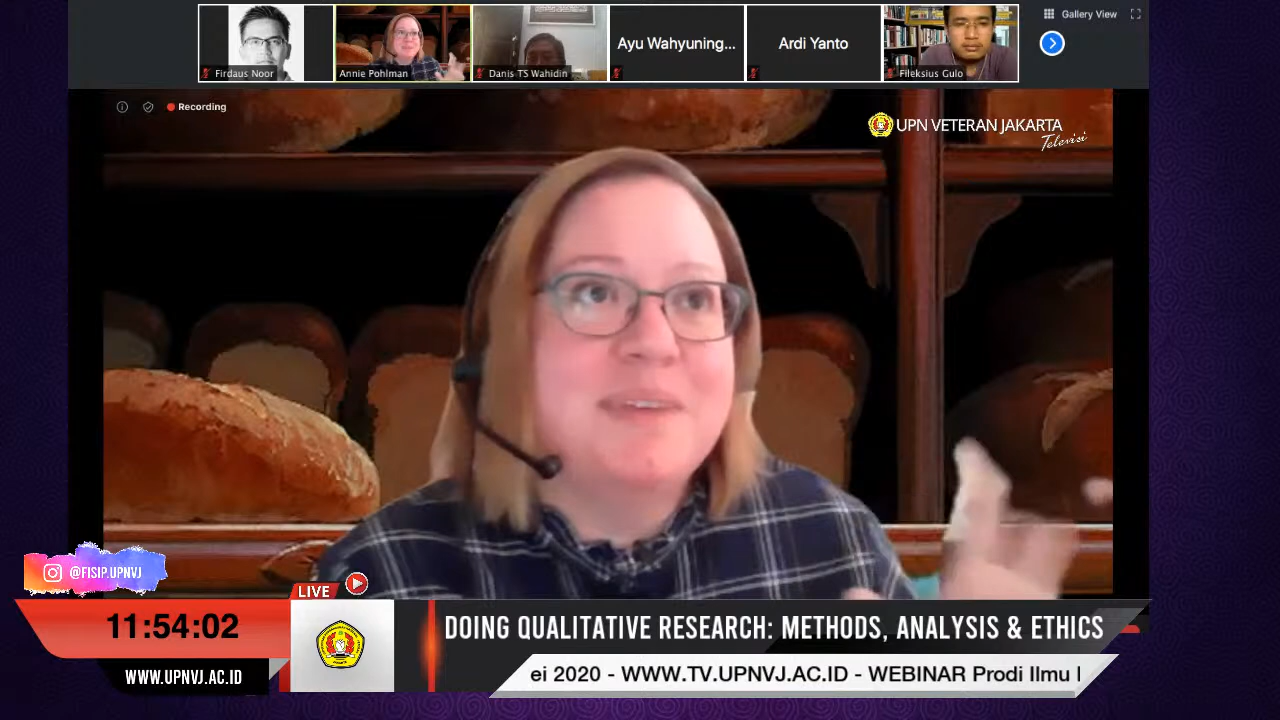 Gallery View
Ayu Wahyuning...
Ardi Yanto
Firdaus Noor
Annie Pohlman
Danis TS Wahidin
Fileksius Gulo
Recording
UPN VETERAN JAKARTA
Televisi
@FISIP.UPNVJ
LIVE
11:54:02
DOING QUALITATIVE RESEARCH: METHODS, ANALYSIS & ETHICS
WWW.UPNVJ.AC.ID
ei 2020 - WWW.TV.UPNVJ.AC.ID - WEBINAR Prodi Ilmu